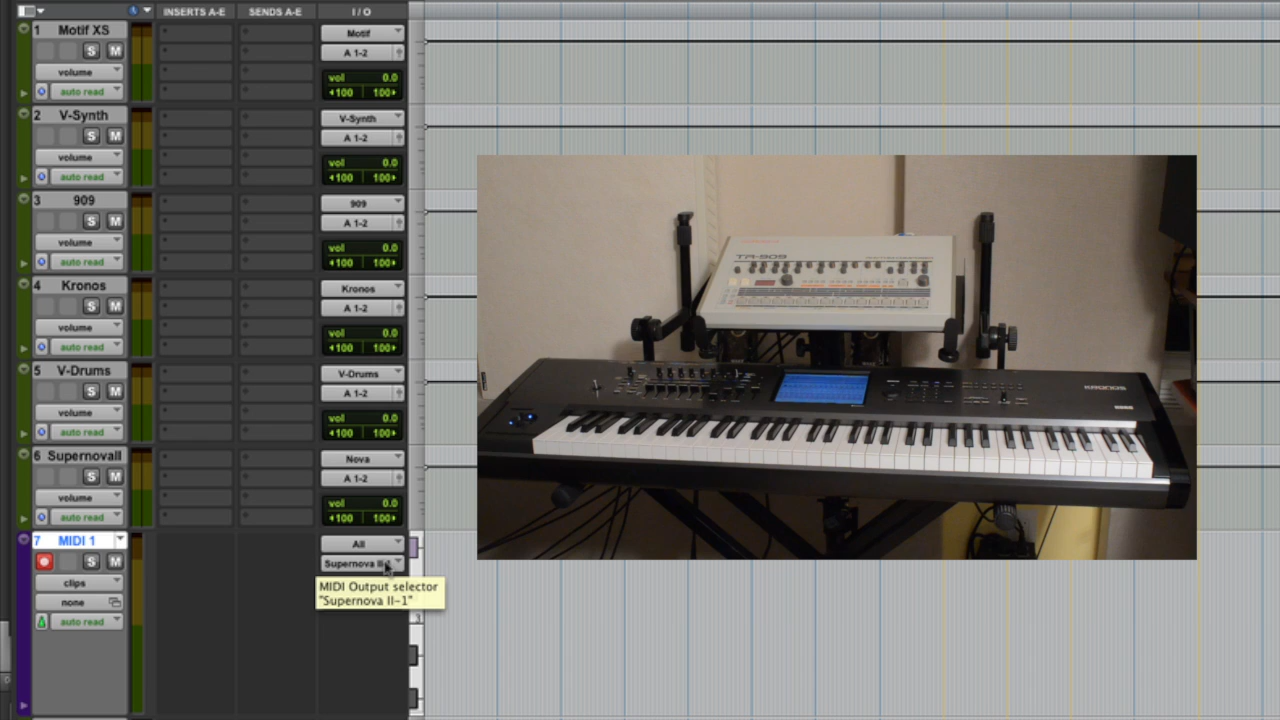 INSERTS A-E SENDS A-E I / O
1 Motif XS
S M
volume
auto read
Motif
A 1-2
vol 0.0
100 100
2 V-Synth
S M
volume
auto read
V-Synth
A 1-2
vol 0.0
100 100
3 909
S M
volume
auto read
909
A 1-2
vol 0.0
100 100
4 Kronos
S M
volume
auto read
Kronos
A 1-2
vol 0.0
100 100
5 V-Drums
S M
volume
auto read
V-Drums
A 1-2
vol 0.0
100 100
6 SupernovaII
S M
volume
auto read
Nova
A 1-2
vol 0.0
100 100
7 MIDI 1
S M
clips
none
auto read
All
Supernova II
MIDI Output selector
"Supernova II-1"
TR-909
KRONOS
KORG